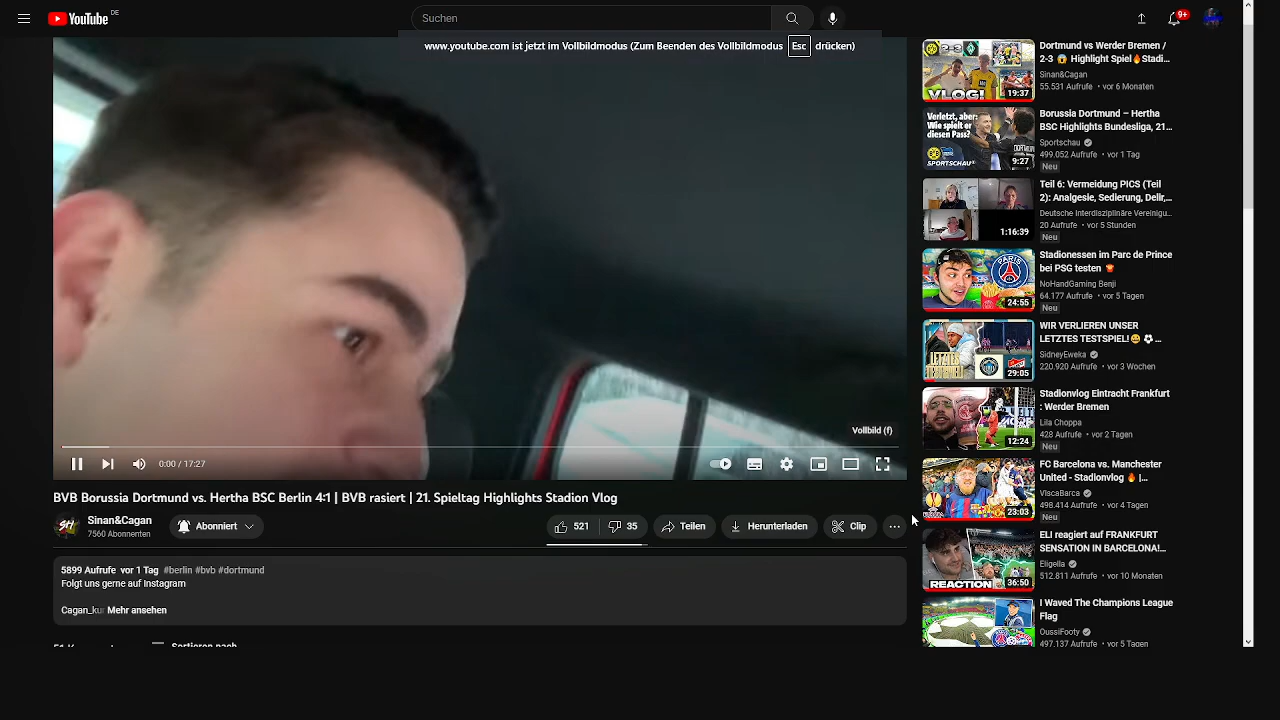 YouTube DE
Suchen
9+
www.youtube.com ist jetzt im Vollbildmodus (Zum Beenden des Vollbildmodus Esc drücken)
Vollbild (f)
0:00 / 17:27
BVB Borussia Dortmund vs. Hertha BSC Berlin 4:1 | BVB rasiert | 21. Spieltag Highlights Stadion Vlog
Sinan&Cagan
7560 Abonnenten
Abonniert
521
35
Teilen
Herunterladen
Clip
5899 Aufrufe vor 1 Tag #berlin #bvb #dortmund
Folgt uns gerne auf Instagram
Cagan_kur Mehr ansehen
Sortieren nach
2-3
VLOG!
19:37
Dortmund vs Werder Bremen /
2-3 😱 Highlight Spiel🔥Stadi...
Sinan&Cagan
55.531 Aufrufe • vor 6 Monaten
Verletzt, aber:
Wie spielt er
diesen Pass?
SPORTSCHAU
9:27
Borussia Dortmund – Hertha
BSC Highlights Bundesliga, 21...
Sportschau
499.052 Aufrufe • vor 1 Tag
Neu
1:16:39
Teil 6: Vermeidung PICS (Teil
2): Analgesie, Sedierung, Delir,...
Deutsche Interdisziplinäre Vereinigu...
20 Aufrufe • vor 5 Stunden
Neu
PARIS
24:55
Stadionessen im Parc de Prince
bei PSG testen
NoHandGaming Benji
64.177 Aufrufe • vor 5 Tagen
Neu
LETZTES
TESTSPIEL!
29:05
WIR VERLIEREN UNSER
LETZTES TESTSPIEL!😅 ⚽ ...
SidneyEweka
220.920 Aufrufe • vor 3 Wochen
12:24
Stadionvlog Eintracht Frankfurt
: Werder Bremen
Lila Choppa
428 Aufrufe • vor 2 Tagen
Neu
23:03
FC Barcelona vs. Manchester
United - Stadionvlog 🔥 |...
ViscaBarca
498.414 Aufrufe • vor 4 Tagen
Neu
REACTION
36:50
ELI reagiert auf FRANKFURT
SENSATION IN BARCELONA!...
Eligella
512.811 Aufrufe • vor 10 Monaten
I Waved The Champions League
Flag
OussiFooty
497.137 Aufrufe • vor 5 Tagen